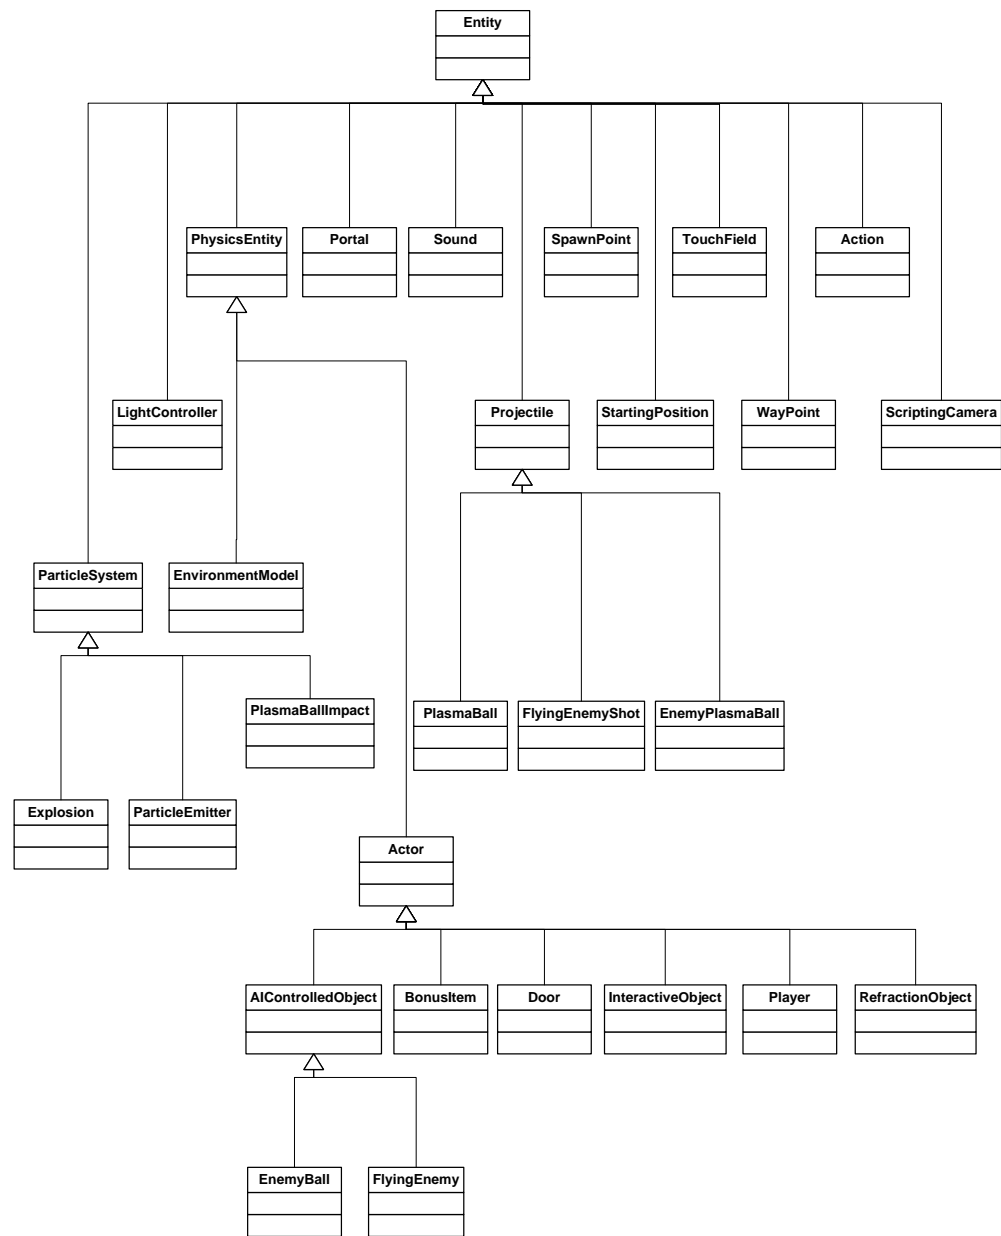 Entity
PhysicsEntity
Portal
Sound
SpawnPoint
TouchField
Action
LightController
Projectile
StartingPosition
WayPoint
ScriptingCamera
ParticleSystem
EnvironmentModel
PlasmaBallImpact
PlasmaBall
FlyingEnemyShot
EnemyPlasmaBall
Explosion
ParticleEmitter
Actor
AIControlledObject
BonusItem
Door
InteractiveObject
Player
RefractionObject
EnemyBall
FlyingEnemy